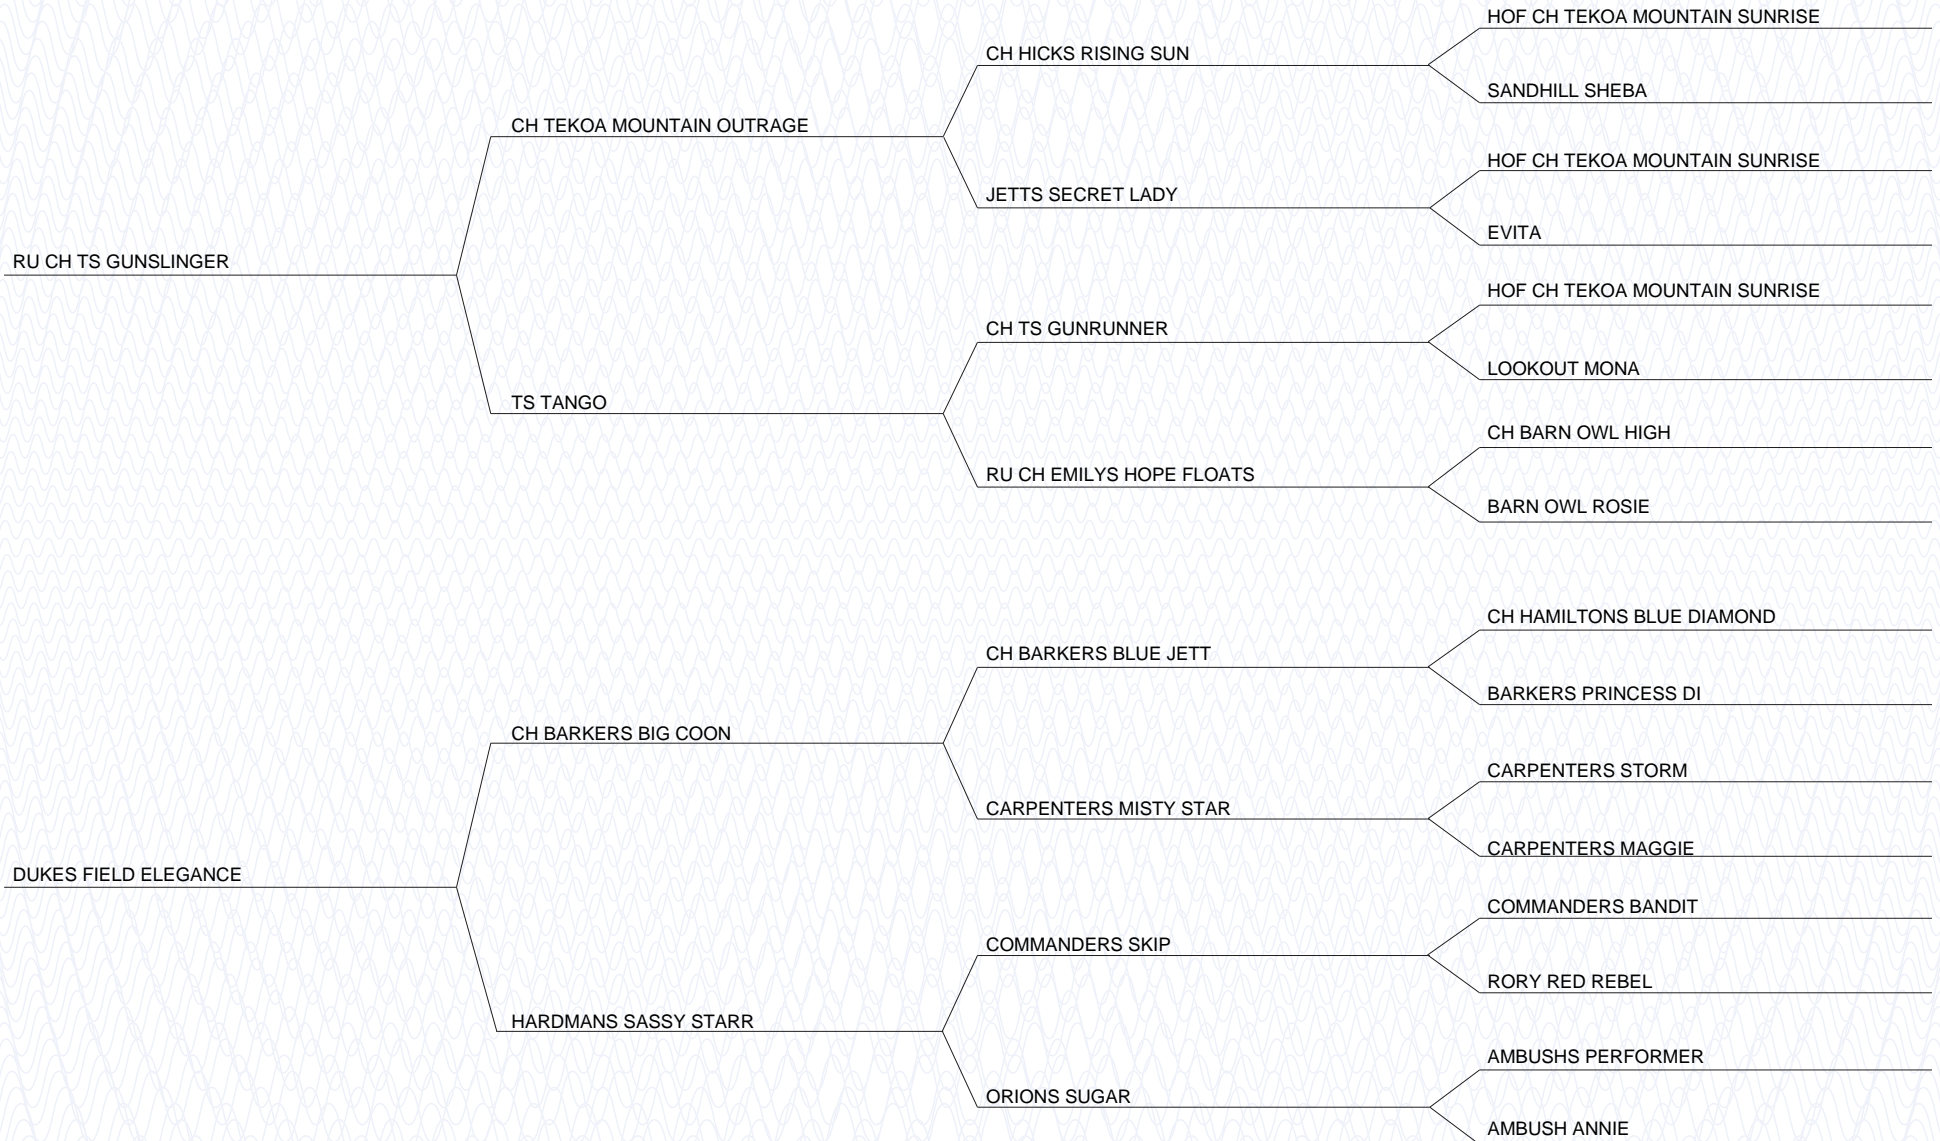 HOF CH TEKOA MOUNTAIN SUNRISE
CH HICKS RISING SUN
SANDHILL SHEBA
CH TEKOA MOUNTAIN OUTRAGE
HOF CH TEKOA MOUNTAIN SUNRISE
JETTS SECRET LADY
EVITA
RU CH TS GUNSLINGER
HOF CH TEKOA MOUNTAIN SUNRISE
CH TS GUNRUNNER
LOOKOUT MONA
TS TANGO
CH BARN OWL HIGH
RU CH EMILYS HOPE FLOATS
BARN OWL ROSIE
CH HAMILTONS BLUE DIAMOND
CH BARKERS BLUE JETT
BARKERS PRINCESS DI
CH BARKERS BIG COON
CARPENTERS STORM
CARPENTERS MISTY STAR
CARPENTERS MAGGIE
DUKES FIELD ELEGANCE
COMMANDERS BANDIT
COMMANDERS SKIP
RORY RED REBEL
HARDMANS SASSY STARR
AMBUSHS PERFORMER
ORIONS SUGAR
AMBUSH ANNIE